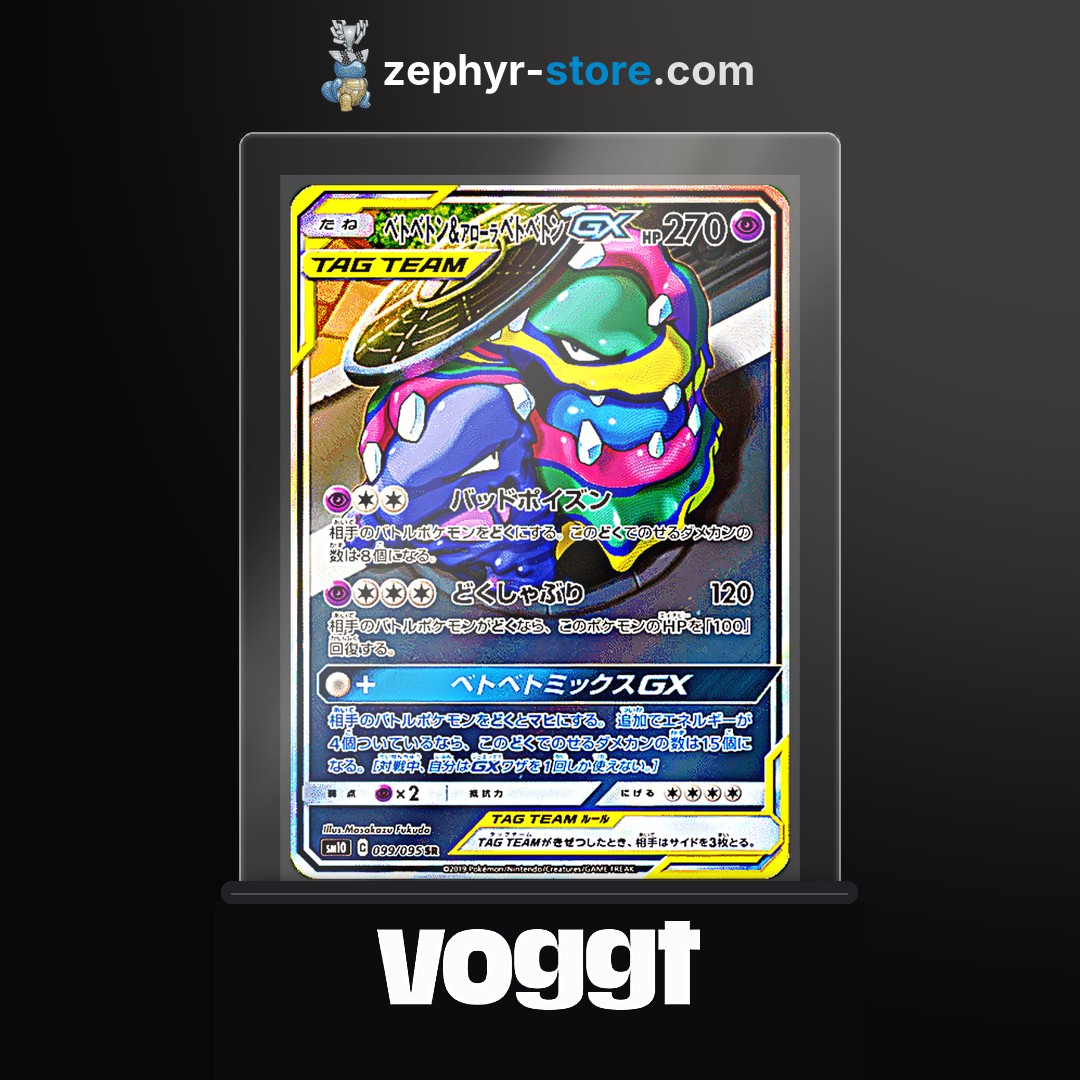 zephyr-store.com
たね
ベトベトン&アローラベトベトンGX HP270
TAG TEAM
バッドポイズン
相手のバトルポケモンをどくにする。このどくでのせるダメカンの
数は8個になる。
どくしゃぶり 120
相手のバトルポケモンがどくなら、このポケモンのHPを「100」
回復する。
+ ベトベトミックスGX
相手のバトルポケモンをどくとマヒにする。追加でエネルギーが
4個ついているなら、このどくでのせるダメカンの数は15個に
なる。[対戦中、自分はGXワザを1回しか使えない。]
弱点 ×2 抵抗力 にげる
Illus.Masakazu Fukuda
TAG TEAM ルール
TAG TEAMがきぜつしたとき、相手はサイドを3枚とる。
sm10 C 099/095 SR
©2019 Pokémon/Nintendo/Creatures/GAME FREAK
voggt